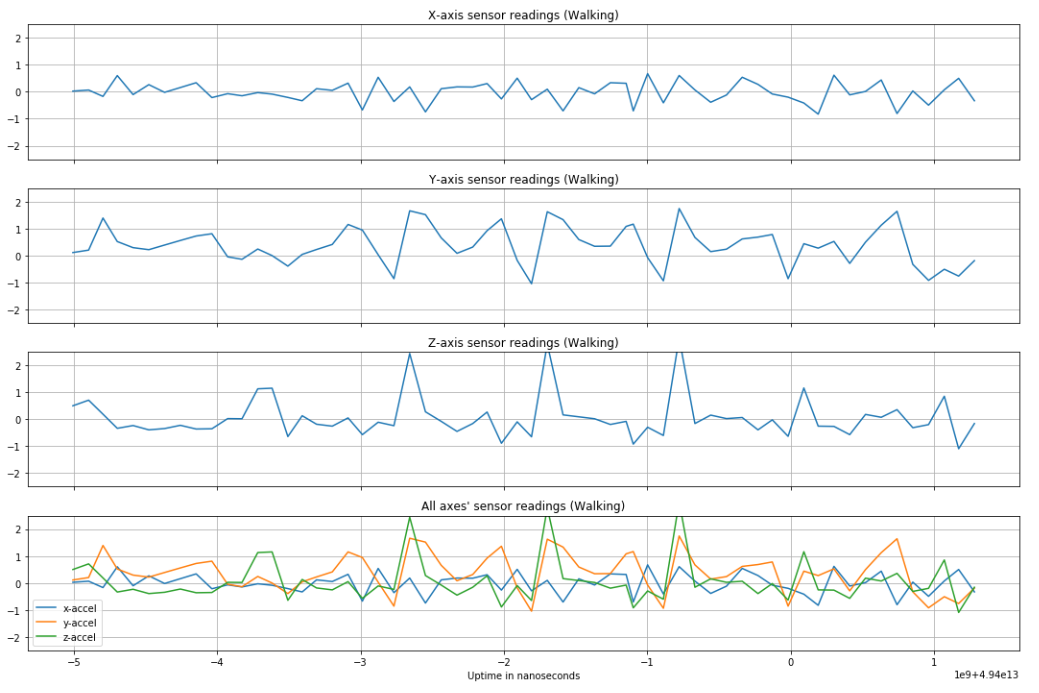 X-axis sensor readings (Walking)
2
1
0
−1
−2
Y-axis sensor readings (Walking)
2
1
0
−1
−2
Z-axis sensor readings (Walking)
2
1
0
−1
−2
All axes' sensor readings (Walking)
2
1
0
−1
−2
x-accel
y-accel
z-accel
−5 −4 −3 −2 −1 0 1
Uptime in nanoseconds
1e9+4.94e13